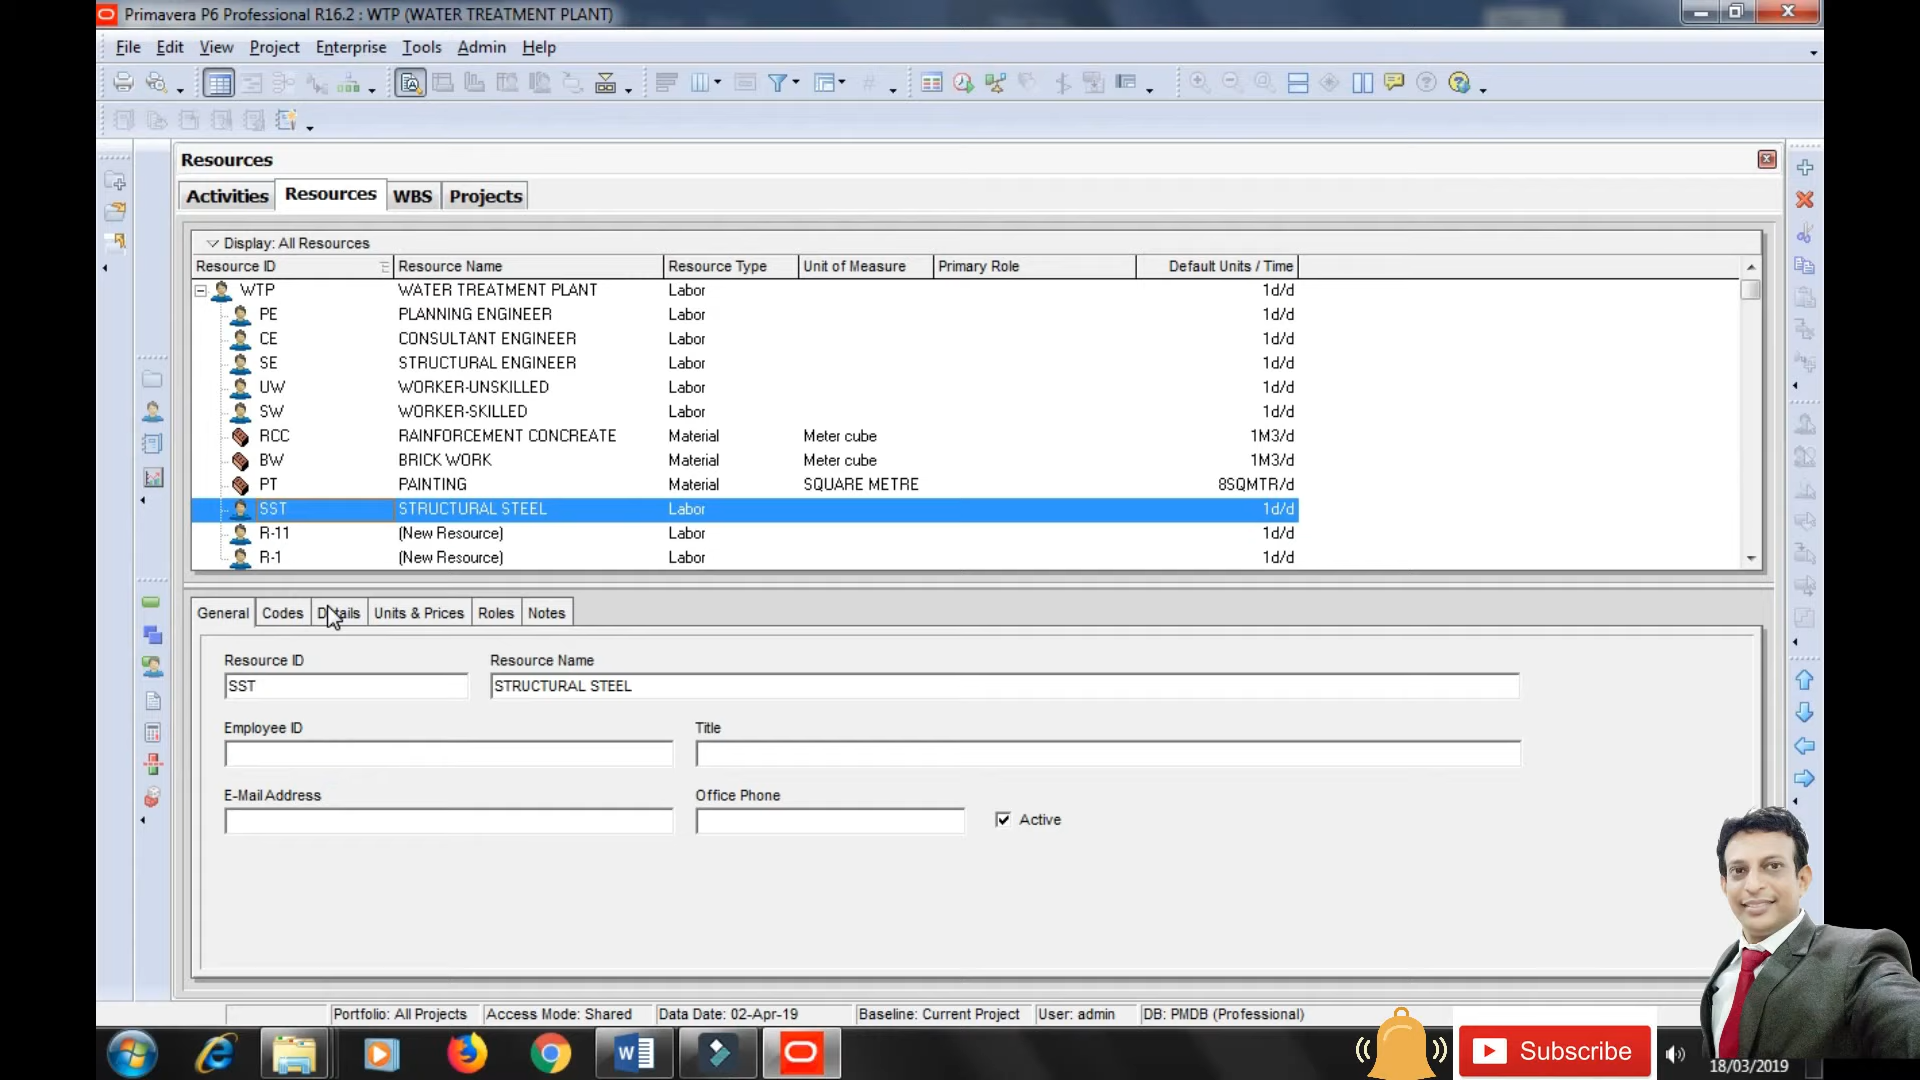 Primavera P6 Professional R16.2 : WTP (WATER TREATMENT PLANT)
File Edit View Project Enterprise Tools Admin Help
Resources
Activities Resources WBS Projects
Display: All Resources
Resource ID Resource Name Resource Type Unit of Measure Primary Role Default Units / Time
WTP WATER TREATMENT PLANT Labor 1d/d
PE PLANNING ENGINEER Labor 1d/d
CE CONSULTANT ENGINEER Labor 1d/d
SE STRUCTURAL ENGINEER Labor 1d/d
UW WORKER-UNSKILLED Labor 1d/d
SW WORKER-SKILLED Labor 1d/d
RCC RAINFORCEMENT CONCREATE Material Meter cube 1M3/d
BW BRICK WORK Material Meter cube 1M3/d
PT PAINTING Material SQUARE METRE 8SQMTR/d
SST STRUCTURAL STEEL Labor 1d/d
R-11 (New Resource) Labor 1d/d
R-1 (New Resource) Labor 1d/d
General Codes Details Units & Prices Roles Notes
Resource ID Resource Name
SST STRUCTURAL STEEL
Employee ID Title
E-Mail Address Office Phone
Active
Portfolio: All Projects Access Mode: Shared Data Date: 02-Apr-19 Baseline: Current Project User: admin DB: PMDB (Professional)
Subscribe
18/03/2019